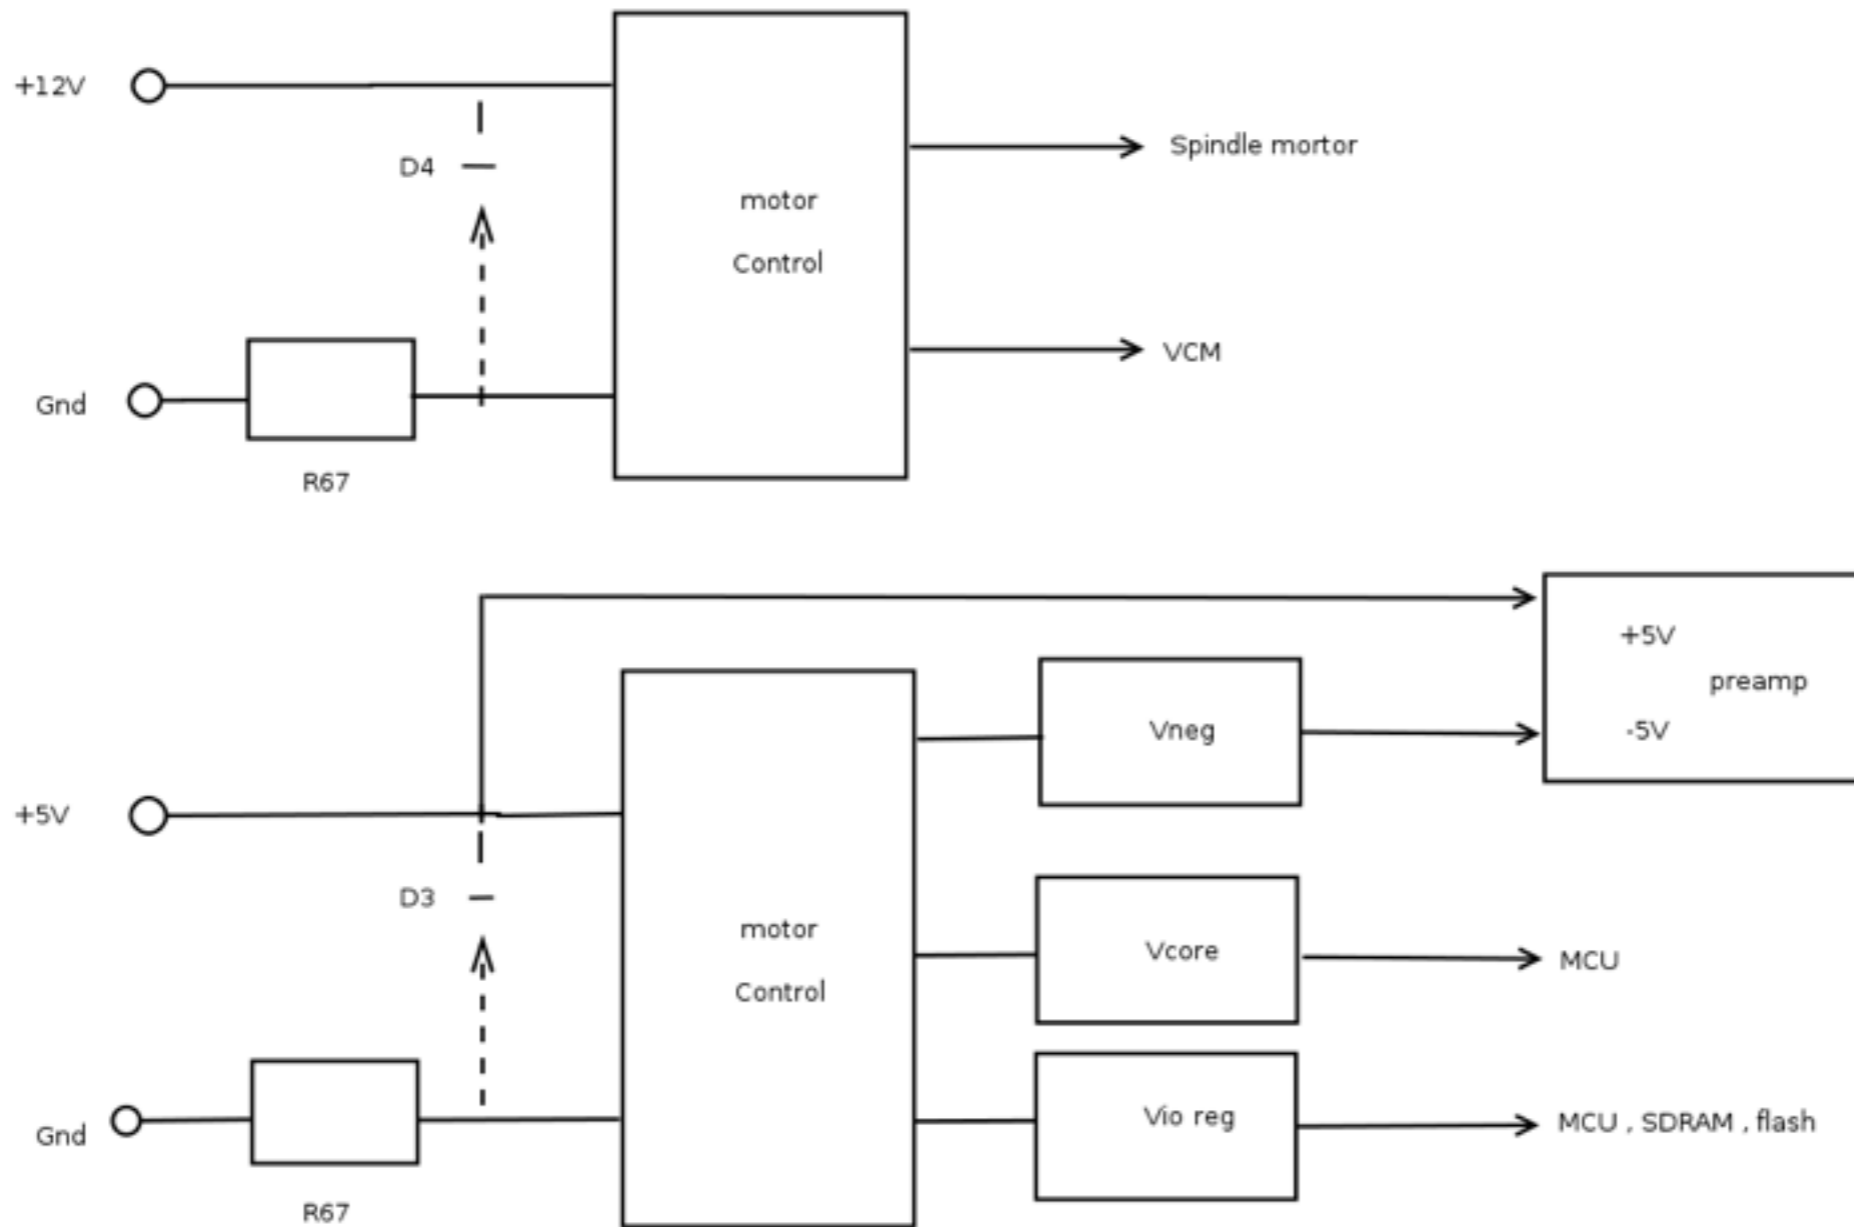 +12V
D4
motor
Control
Spindle mortor
VCM
Gnd
R67
+5V
preamp
-5V
Vneg
+5V
D3
motor
Control
Vcore
MCU
Vio reg
MCU , SDRAM , flash
Gnd
R67